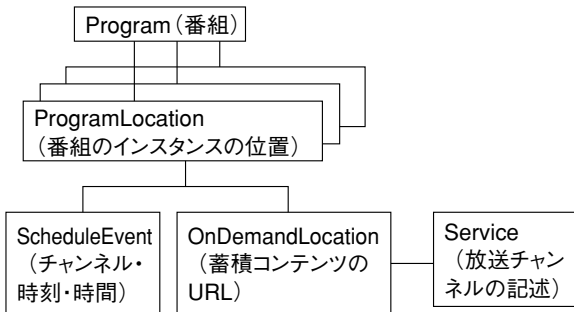 Program(番組)
ProgramLocation
(番組のインスタンスの位置)
ScheduleEvent
(チャンネル・
時刻・時間)
OnDemandLocation
(蓄積コンテンツの
URL)
Service
(放送チャン
ネルの記述)